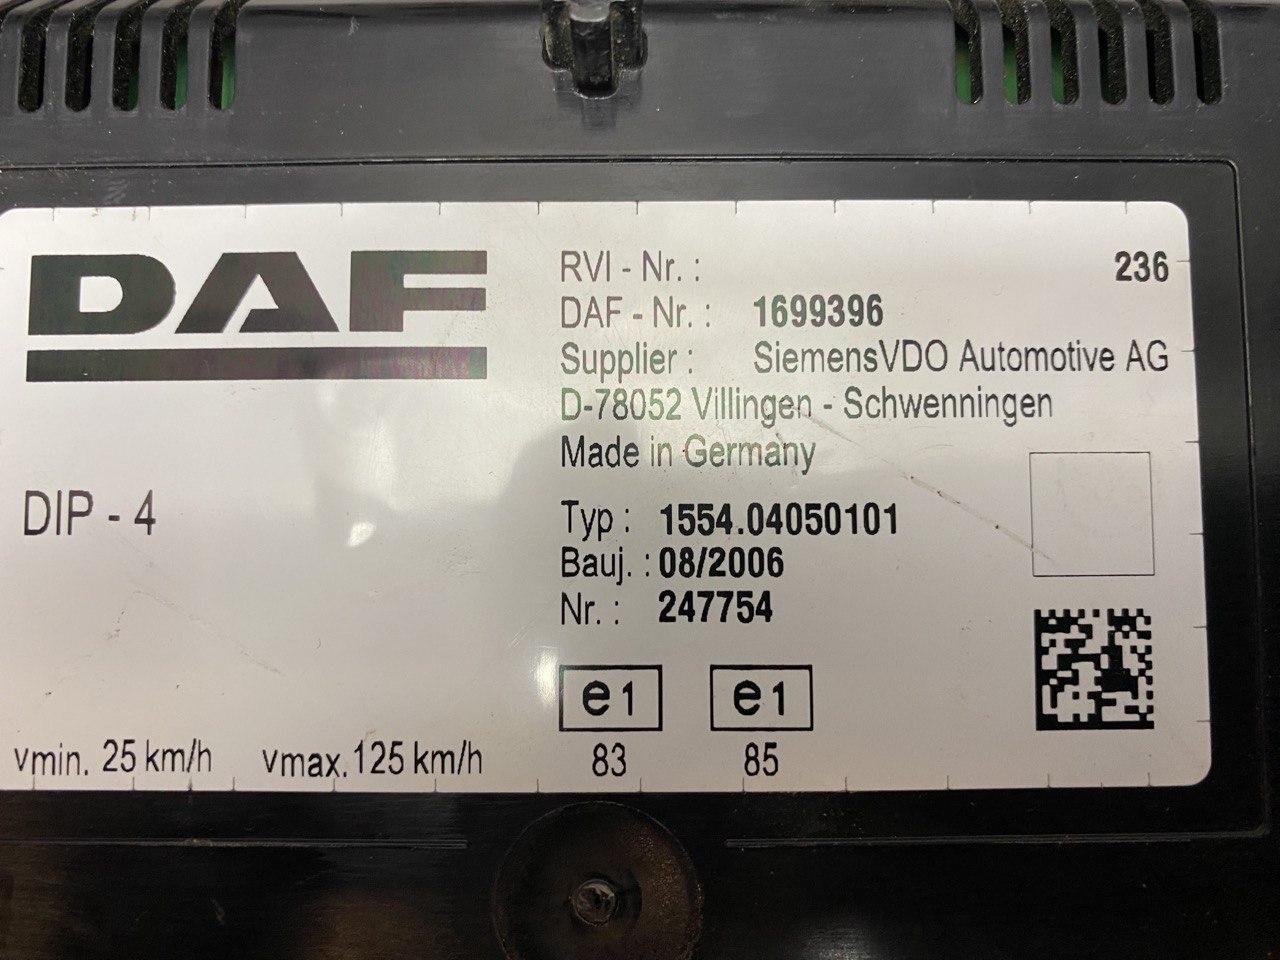 DAF
DIP - 4
vmin. 25 km/h vmax. 125 km/h
RVI - Nr. : 236
DAF - Nr. : 1699396
Supplier : SiemensVDO Automotive AG
D-78052 Villingen - Schwenningen
Made in Germany
Typ : 1554.04050101
Bauj. : 08/2006
Nr. : 247754
e1 e1
83 85